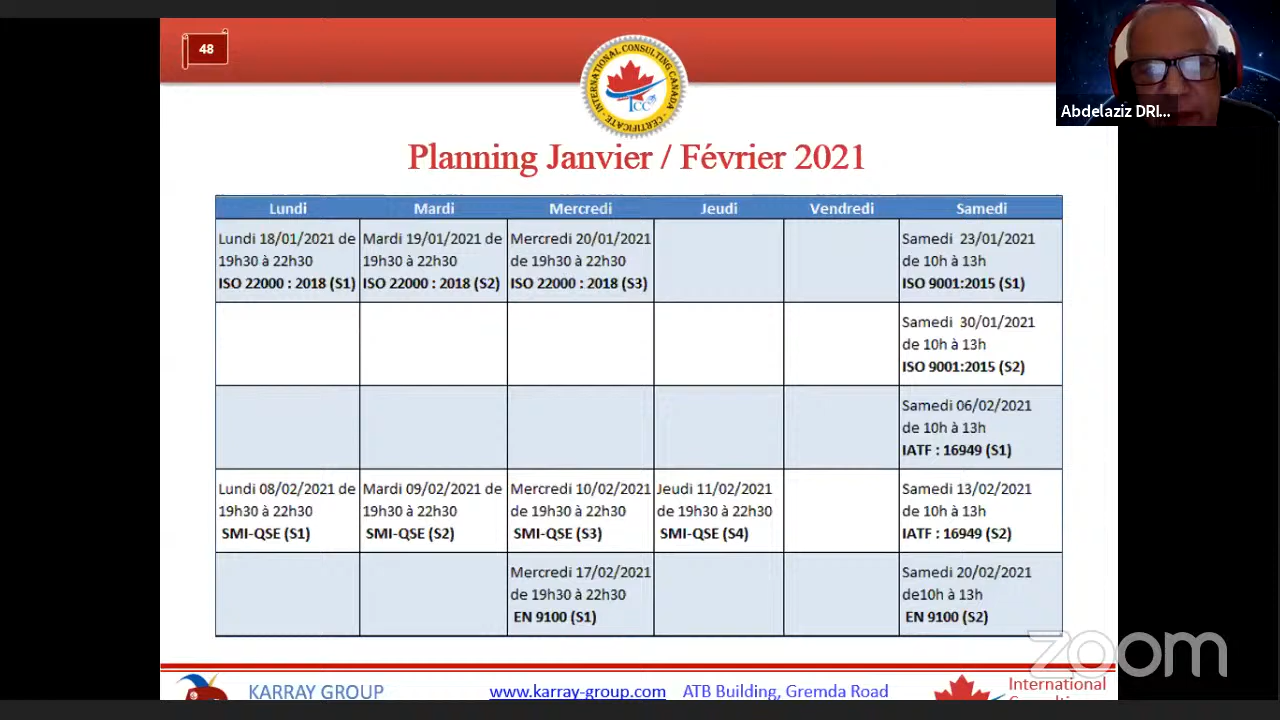 48
INTERNATIONAL CONSULTING CANADA
ICC
CERTIFICATE
Abdelaziz DRI...
Planning Janvier / Février 2021
Lundi Mardi Mercredi Jeudi Vendredi Samedi
Lundi 18/01/2021 de
19h30 à 22h30
ISO 22000 : 2018 (S1)
Mardi 19/01/2021 de
19h30 à 22h30
ISO 22000 : 2018 (S2)
Mercredi 20/01/2021
de 19h30 à 22h30
ISO 22000 : 2018 (S3)
Samedi 23/01/2021
de 10h à 13h
ISO 9001:2015 (S1)
Samedi 30/01/2021
de 10h à 13h
ISO 9001:2015 (S2)
Samedi 06/02/2021
de 10h à 13h
IATF : 16949 (S1)
Lundi 08/02/2021 de
19h30 à 22h30
SMI-QSE (S1)
Mardi 09/02/2021 de
19h30 à 22h30
SMI-QSE (S2)
Mercredi 10/02/2021
de 19h30 à 22h30
SMI-QSE (S3)
Jeudi 11/02/2021
de 19h30 à 22h30
SMI-QSE (S4)
Samedi 13/02/2021
de 10h à 13h
IATF : 16949 (S2)
Mercredi 17/02/2021
de 19h30 à 22h30
EN 9100 (S1)
Samedi 20/02/2021
de10h à 13h
EN 9100 (S2)
zoom
KARRAY GROUP
www.karray-group.com ATB Building, Gremda Road
International